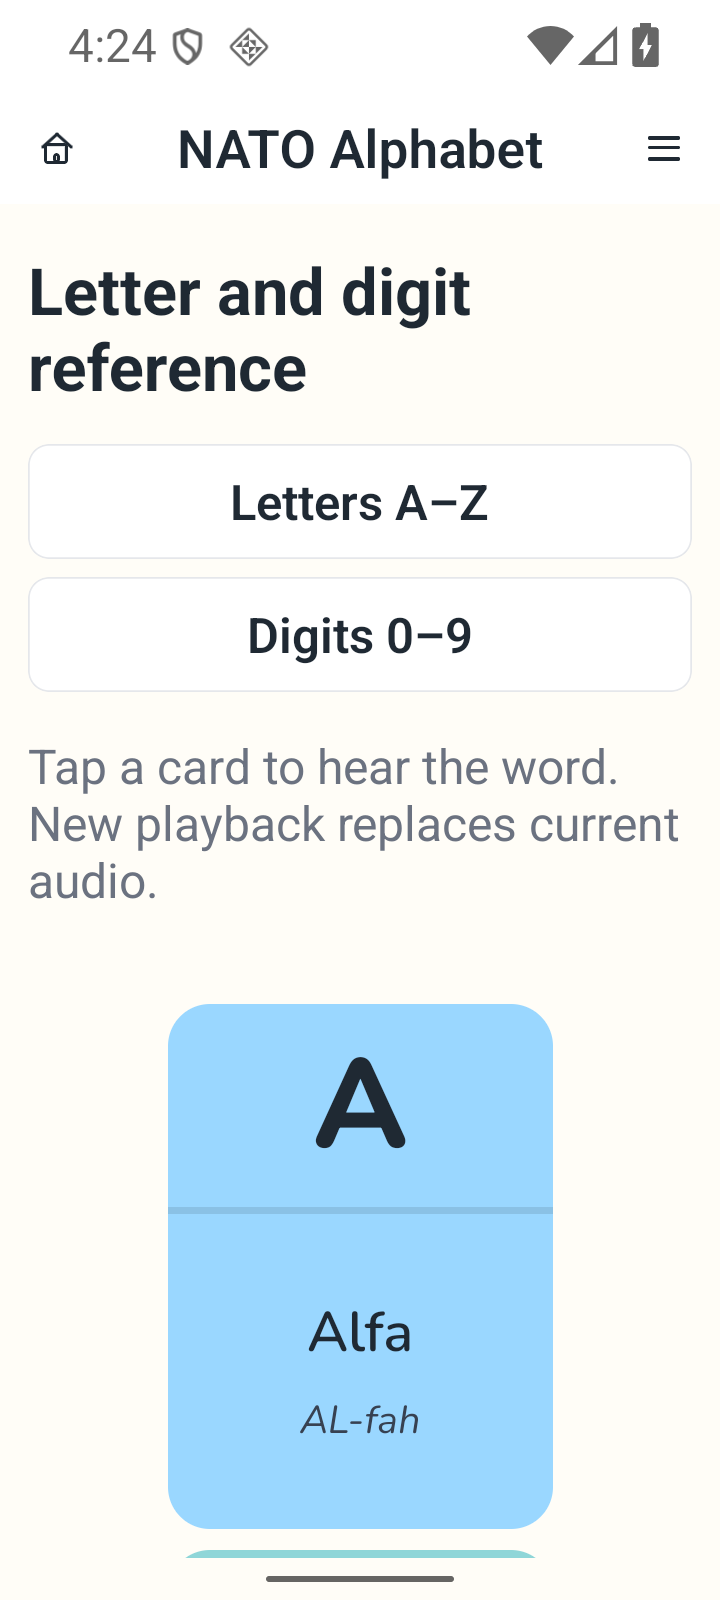 4:24
NATO Alphabet
Letter and digit
reference
Letters A–Z
Digits 0–9
Tap a card to hear the word.
New playback replaces current
audio.
A
Alfa
AL-fah